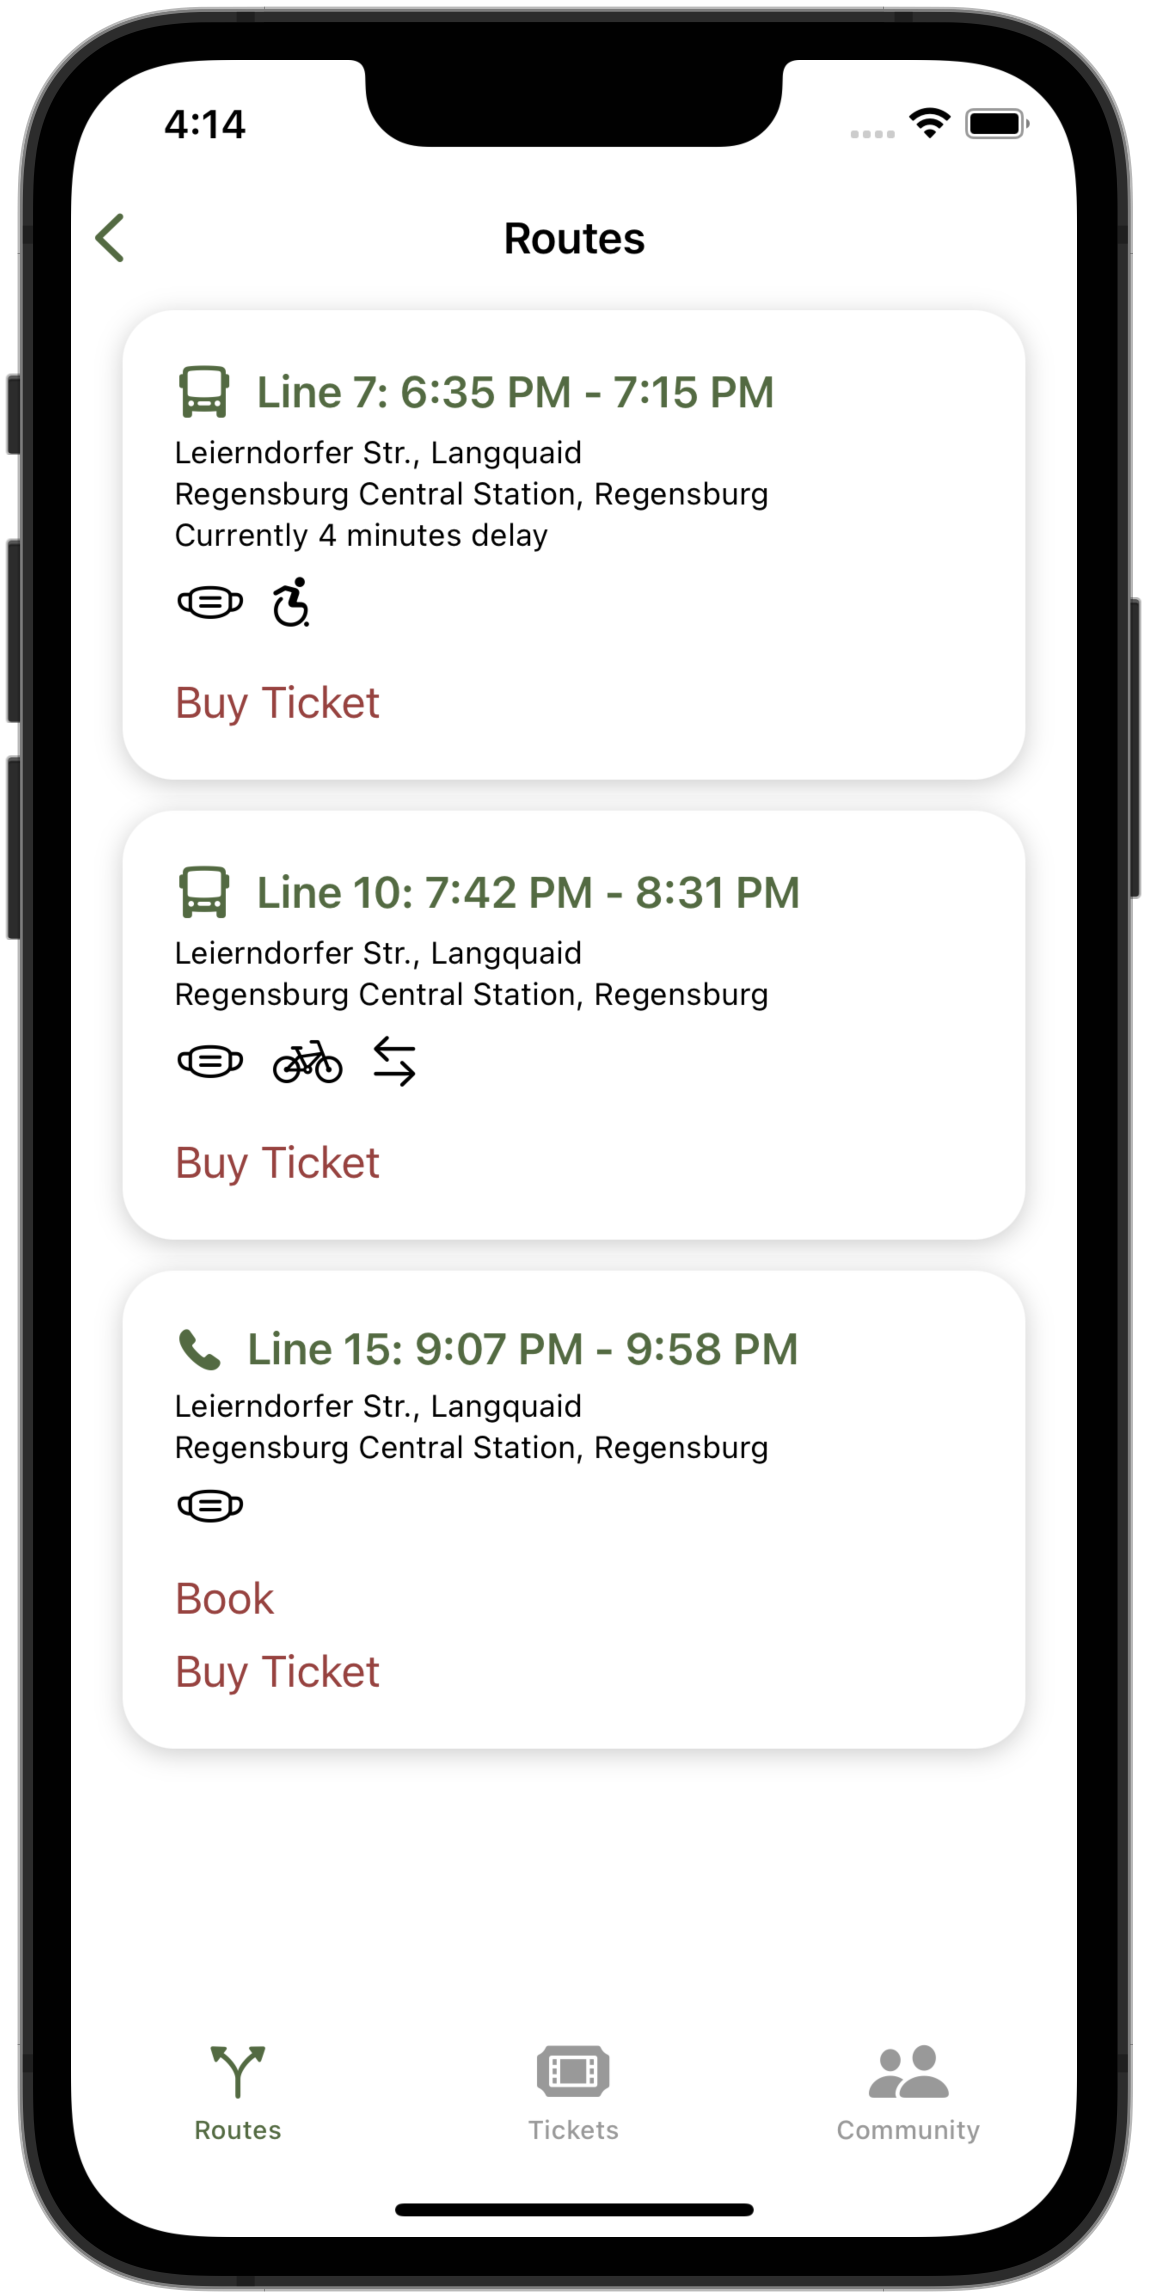 4:14
Routes
Line 7: 6:35 PM - 7:15 PM
Leierndorfer Str., Langquaid
Regensburg Central Station, Regensburg
Currently 4 minutes delay
Buy Ticket
Line 10: 7:42 PM - 8:31 PM
Leierndorfer Str., Langquaid
Regensburg Central Station, Regensburg
Buy Ticket
Line 15: 9:07 PM - 9:58 PM
Leierndorfer Str., Langquaid
Regensburg Central Station, Regensburg
Book
Buy Ticket
Routes
Tickets
Community